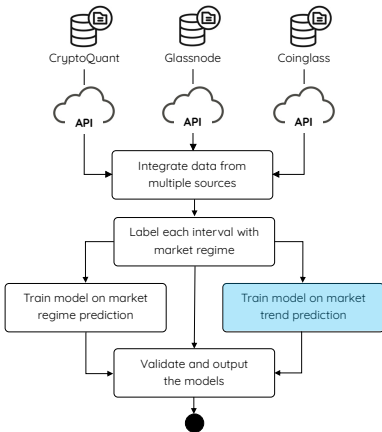 CryptoQuant
Glassnode
Coinglass
API
API
API
Integrate data from
multiple sources
Label each interval with
market regime
Train model on market
regime prediction
Train model on market
trend prediction
Validate and output
the models